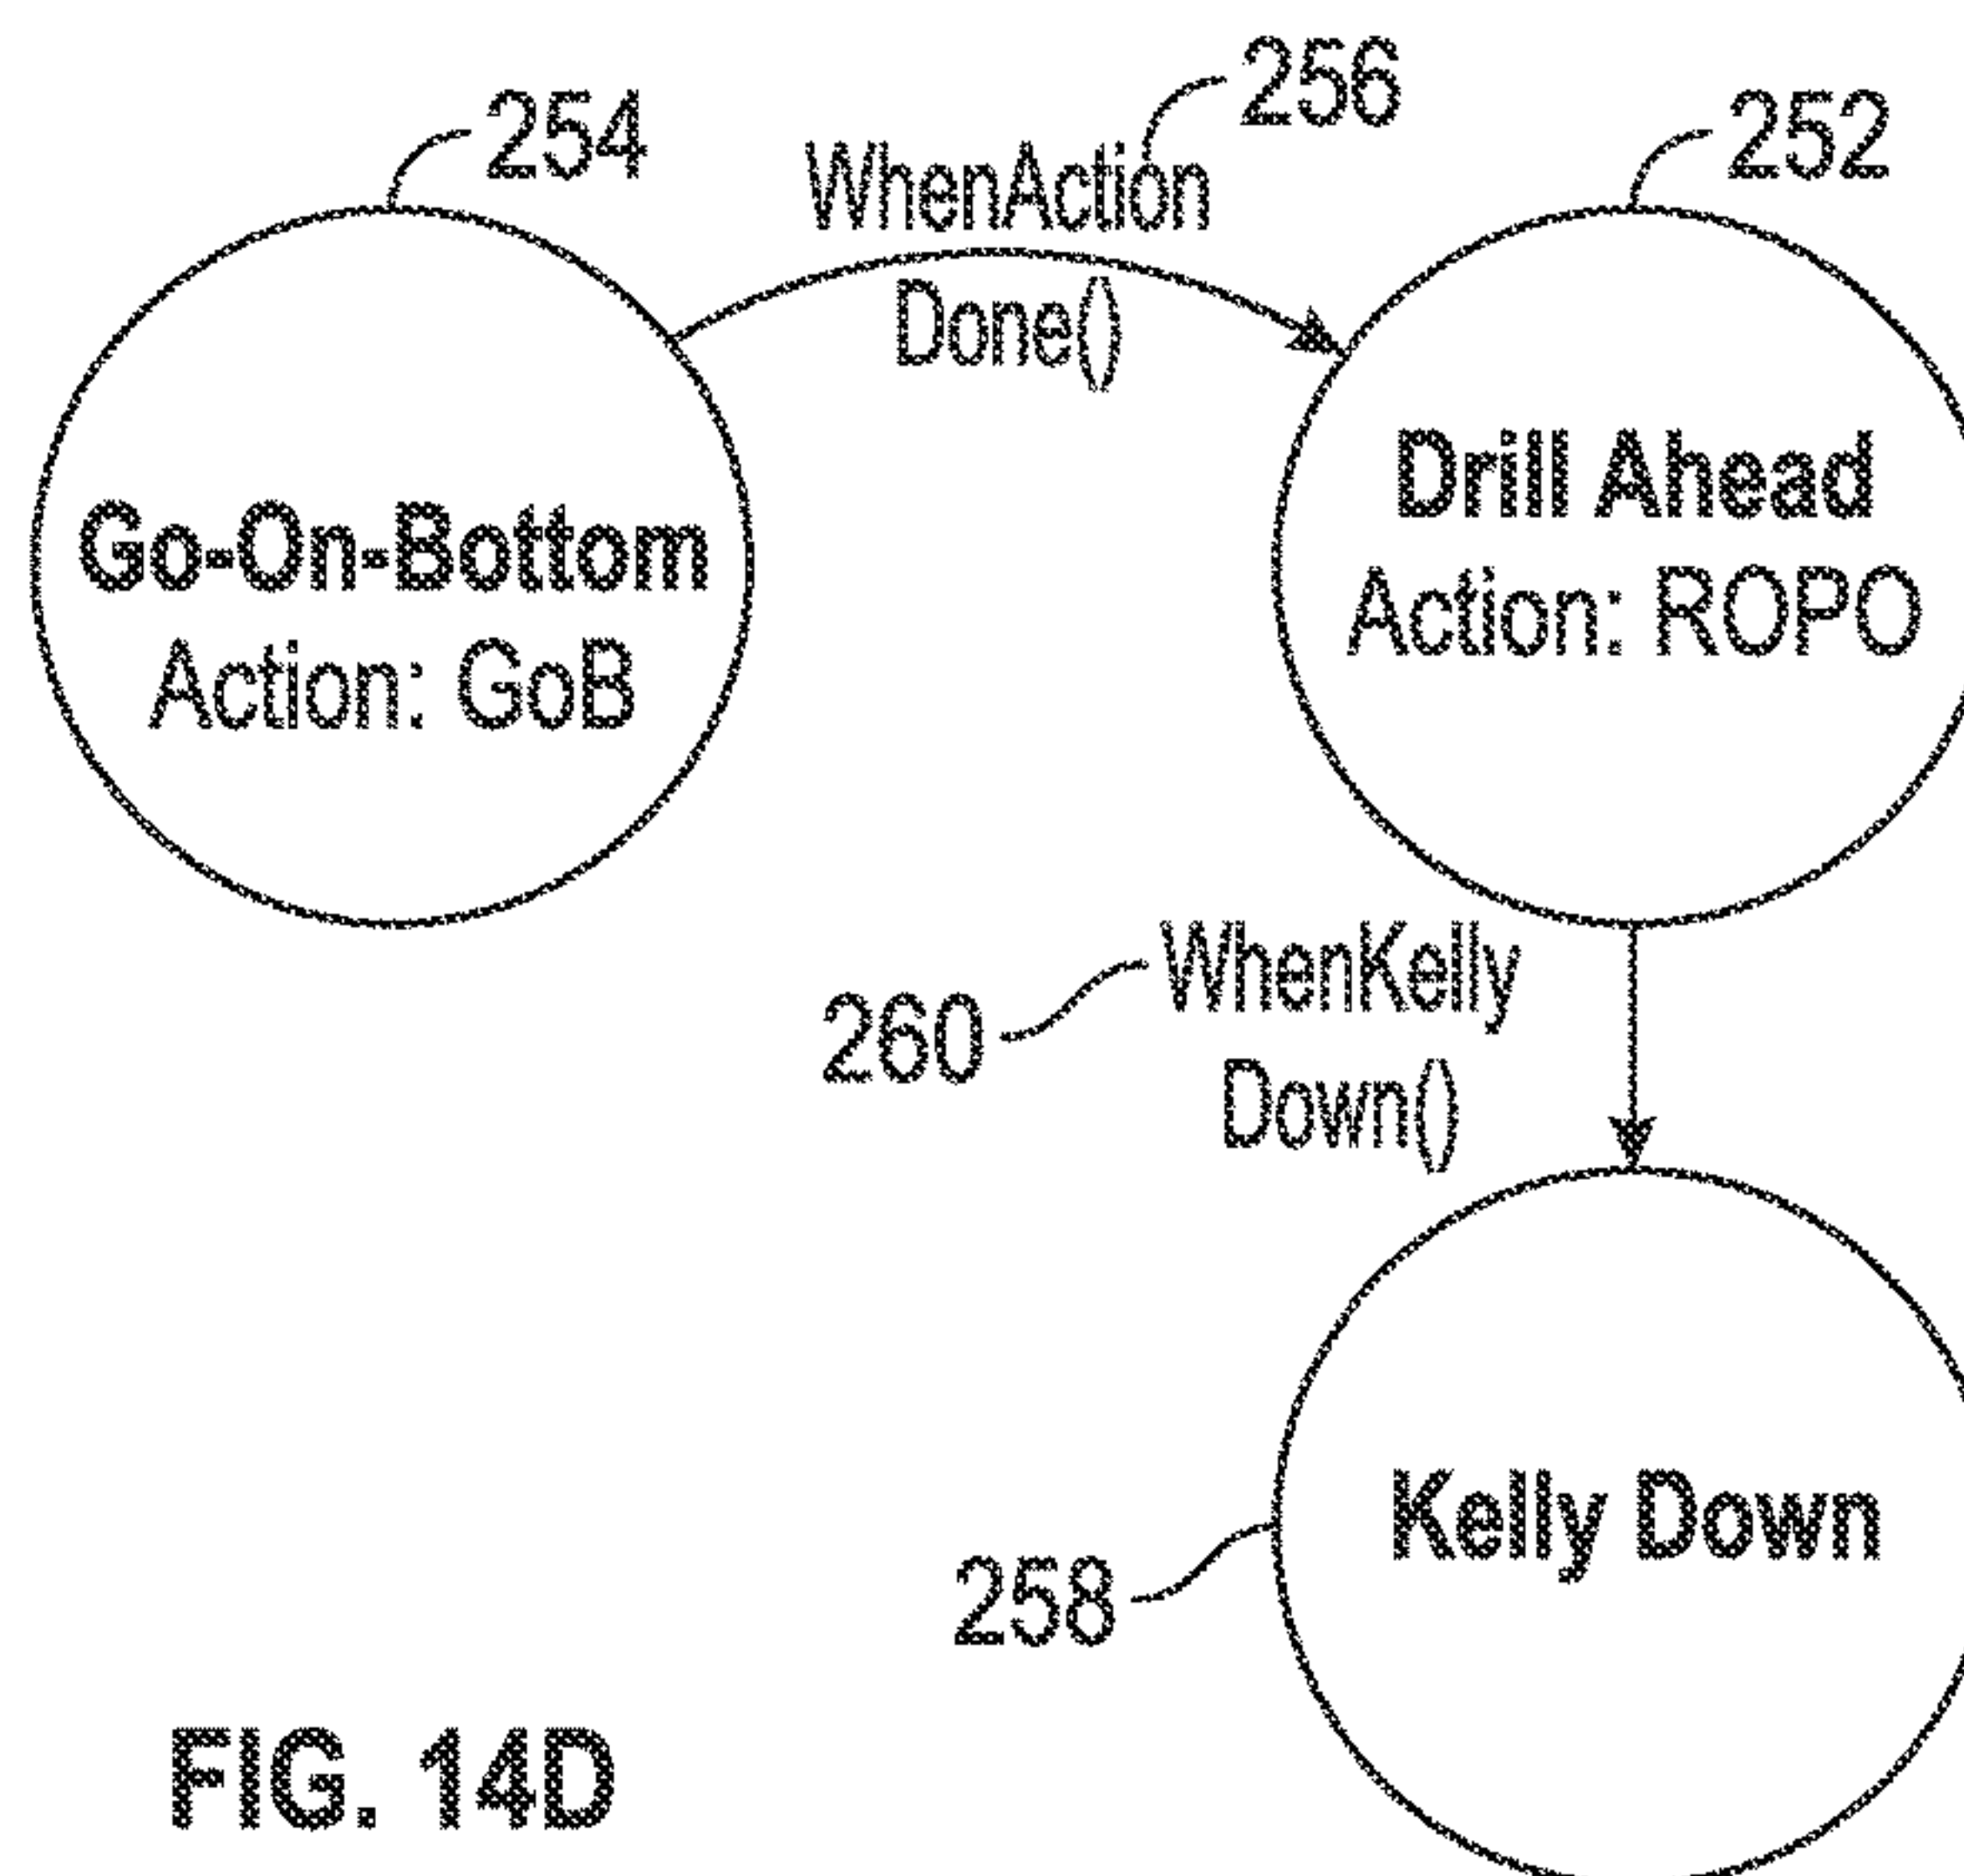 256
254
252
WhenAction
Done()
Go-On-Bottom
Action: GoB
Drill Ahead
Action: ROPO
260
WhenKelly
Down()
Kelly Down
258
FIG. 14D